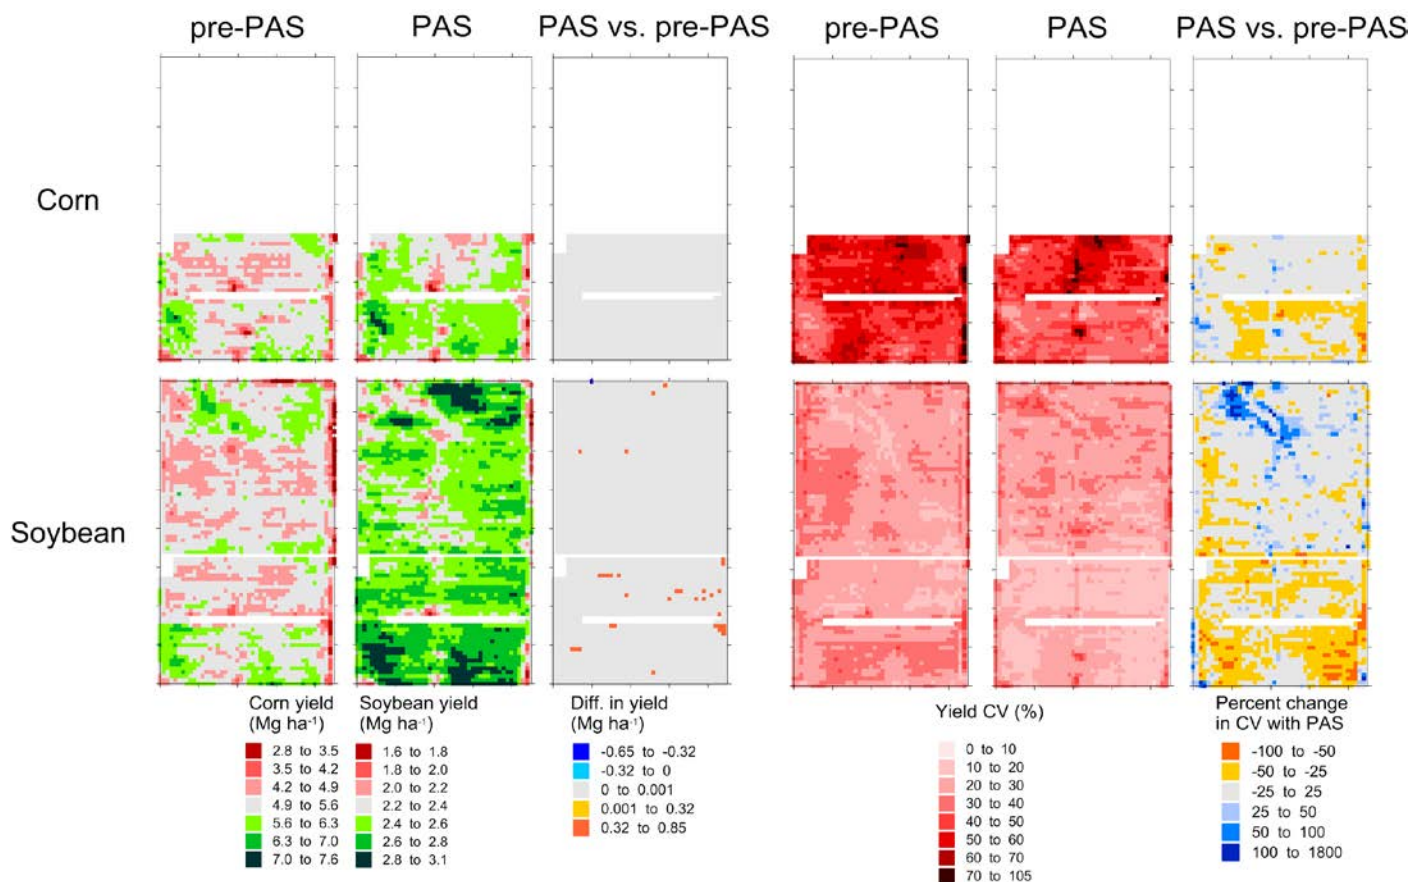 pre-PAS PAS PAS vs. pre-PAS pre-PAS PAS PAS vs. pre-PAS
Corn
Soybean
Corn yield
(Mg ha⁻¹)
2.8 to 3.5
3.5 to 4.2
4.2 to 4.9
4.9 to 5.6
5.6 to 6.3
6.3 to 7.0
7.0 to 7.6
Soybean yield
(Mg ha⁻¹)
1.6 to 1.8
1.8 to 2.0
2.0 to 2.2
2.2 to 2.4
2.4 to 2.6
2.6 to 2.8
2.8 to 3.1
Diff. in yield
(Mg ha⁻¹)
-0.65 to -0.32
-0.32 to 0
0 to 0.001
0.001 to 0.32
0.32 to 0.85
Yield CV (%)
0 to 10
10 to 20
20 to 30
30 to 40
40 to 50
50 to 60
60 to 70
70 to 105
Percent change
in CV with PAS
-100 to -50
-50 to -25
-25 to 25
25 to 50
50 to 100
100 to 1800